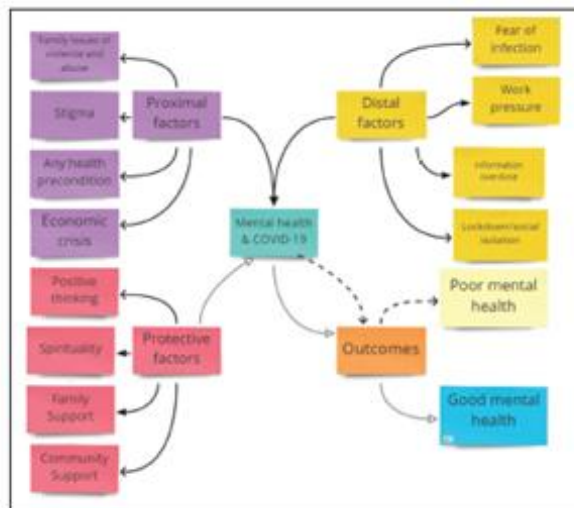 Family issues of
violence and
abuse
Stigma
Any health
precondition
Economic
crisis
Proximal
factors
Distal
factors
Fear of
infection
Work
pressure
Information
overdose
Lockdown/social
isolation
Mental health
& COVID-19
Positive
thinking
Spirituality
Family
Support
Community
Support
Protective
factors
Outcomes
Poor mental
health
Good mental
health